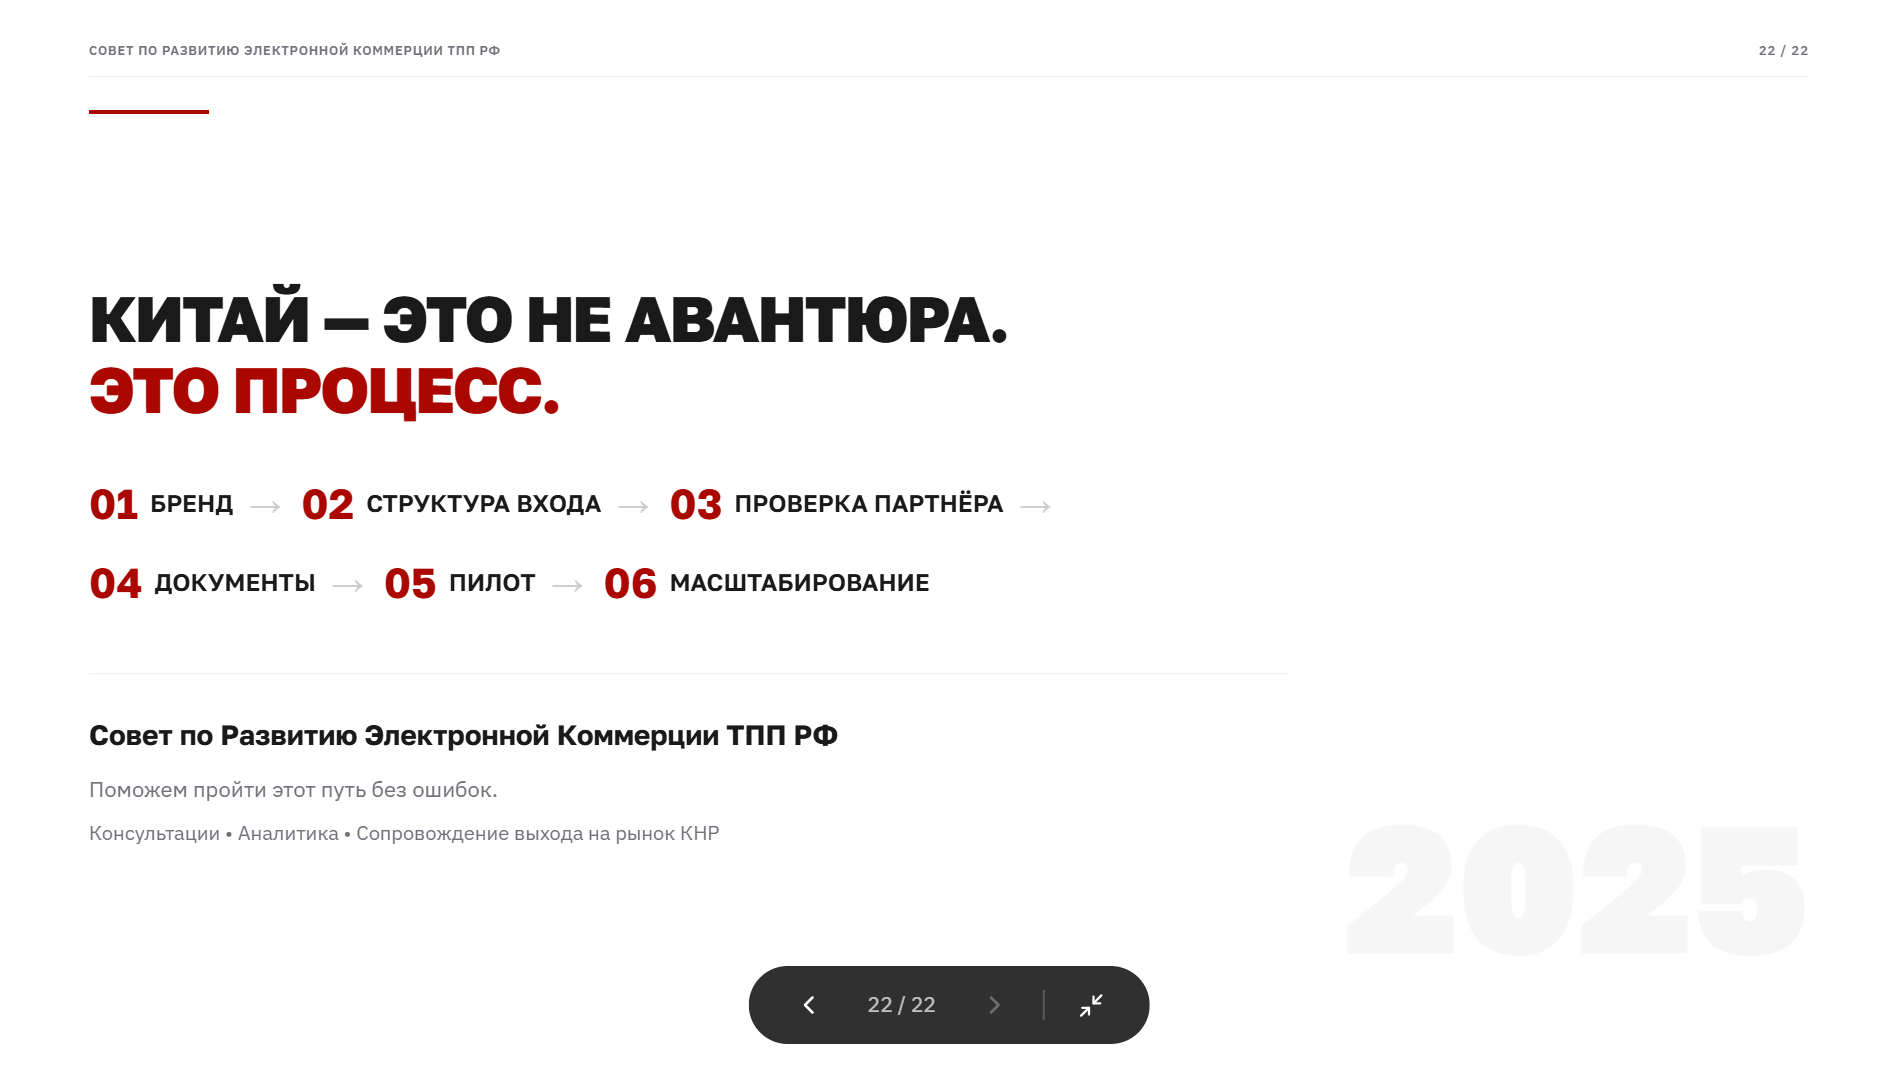 СОВЕТ ПО РАЗВИТИЮ ЭЛЕКТРОННОЙ КОММЕРЦИИ ТПП РФ
22 / 22
КИТАЙ — ЭТО НЕ АВАНТЮРА.
ЭТО ПРОЦЕСС.
01 БРЕНД → 02 СТРУКТУРА ВХОДА → 03 ПРОВЕРКА ПАРТНЁРА →
04 ДОКУМЕНТЫ → 05 ПИЛОТ → 06 МАСШТАБИРОВАНИЕ
Совет по Развитию Электронной Коммерции ТПП РФ
Поможем пройти этот путь без ошибок.
Консультации • Аналитика • Сопровождение выхода на рынок КНР
2025
22 / 22